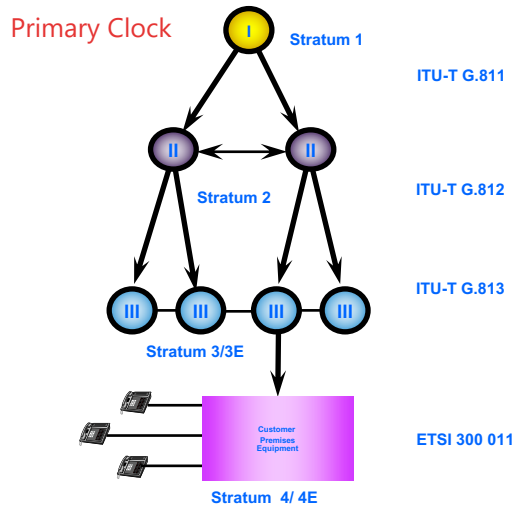 Primary Clock
I
Stratum 1
ITU-T G.811
II
II
Stratum 2
ITU-T G.812
ITU-T G.813
III
III
III
III
Stratum 3/3E
Customer
Premises
Equipment
ETSI 300 011
Stratum 4/ 4E